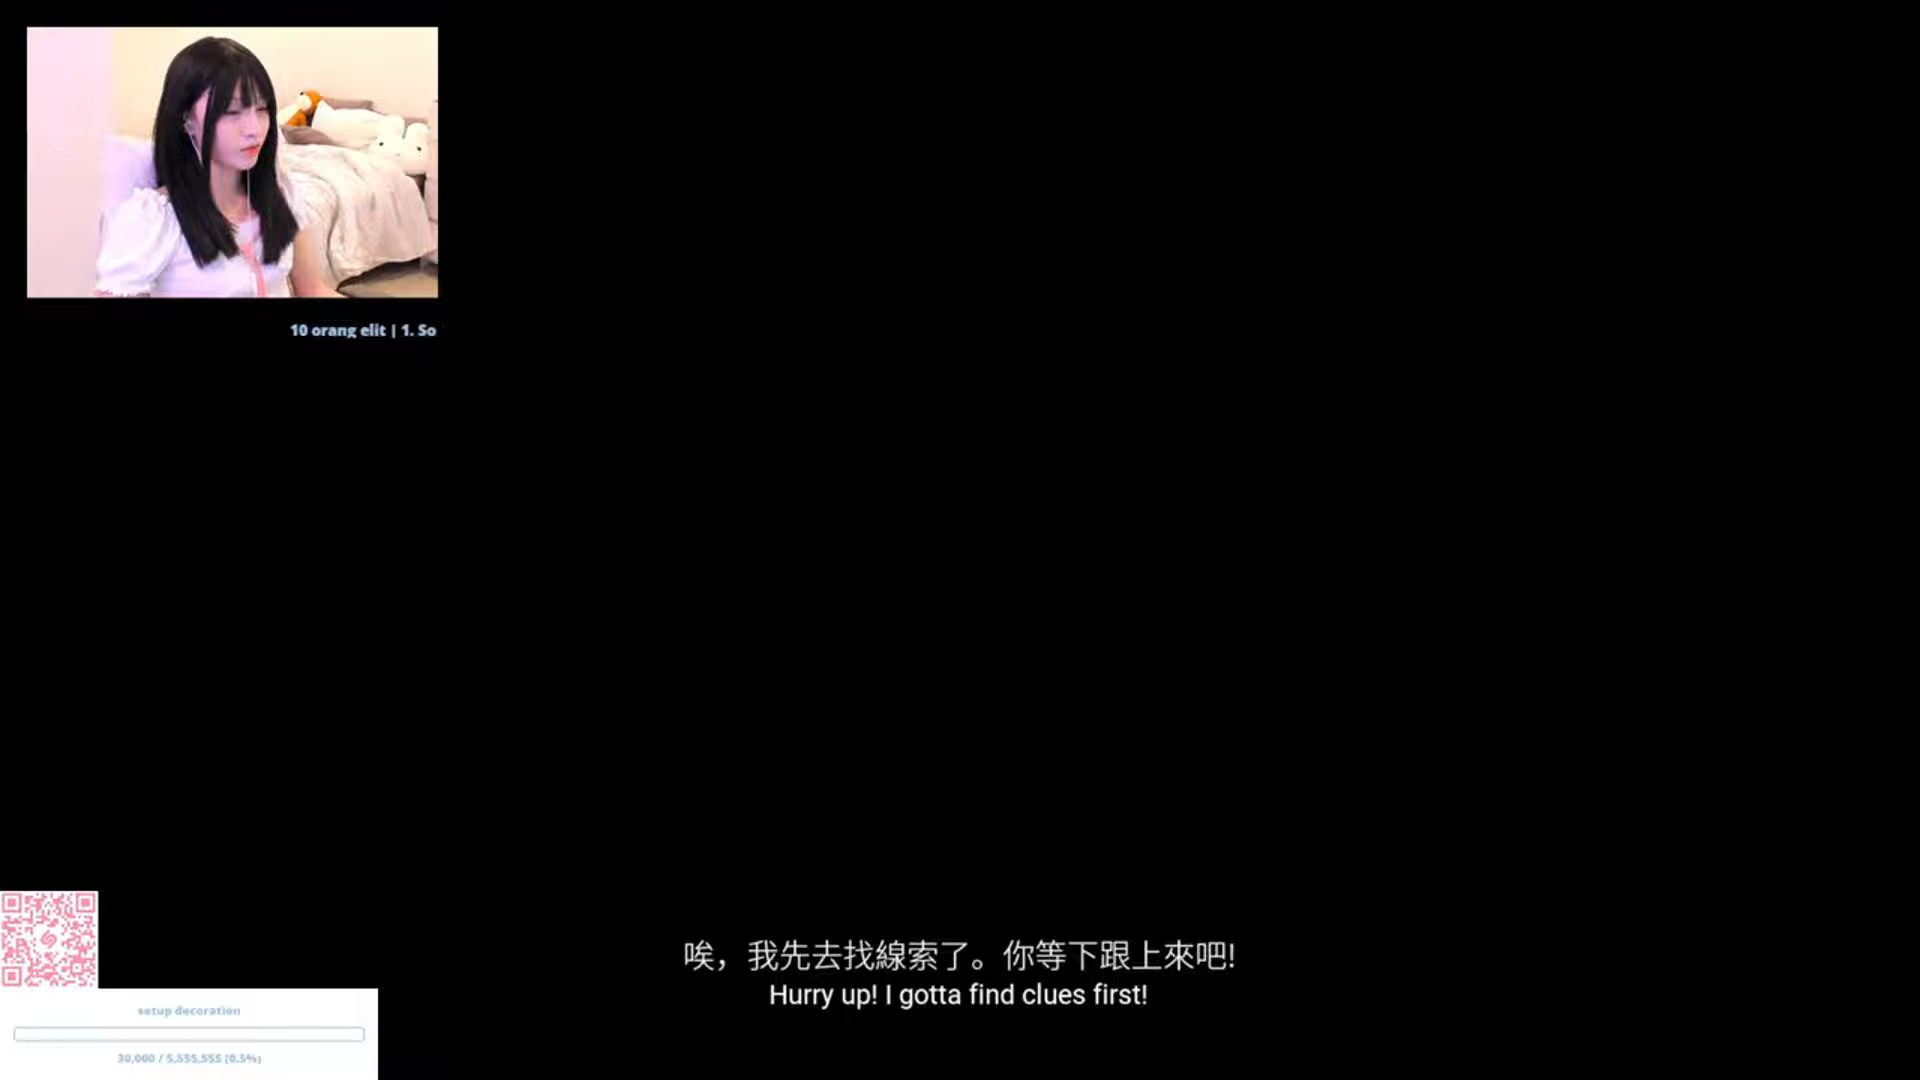 10 orang elit | 1. So
唉，我先去找線索了。你等下跟上來吧!
Hurry up! I gotta find clues first!
setup decoration
30,000 / 5,555,555 (0.5%)